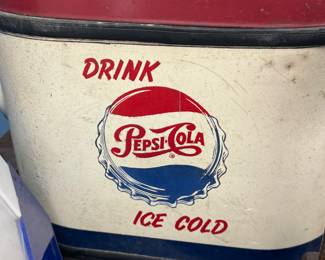 DRINK
PEPSI-COLA
®
ICE COLD